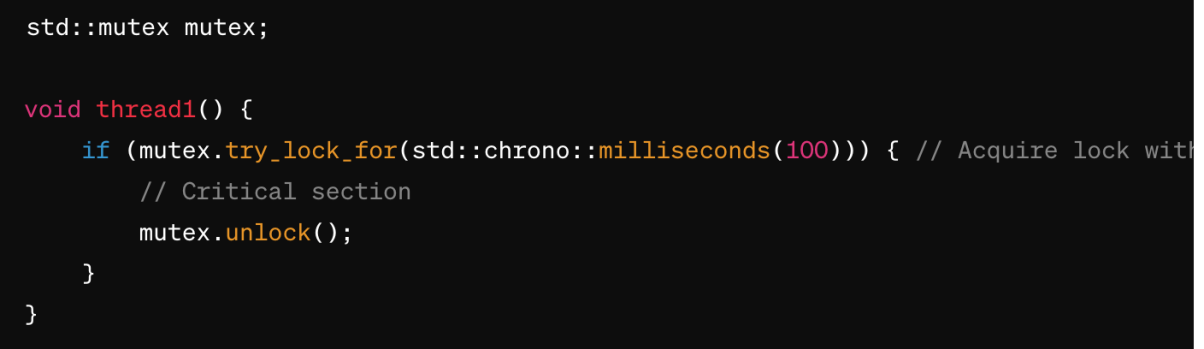 std::mutex mutex;
void thread1() {
if (mutex.try_lock_for(std::chrono::milliseconds(100))) { // Acquire lock with
// Critical section
mutex.unlock();
}
}